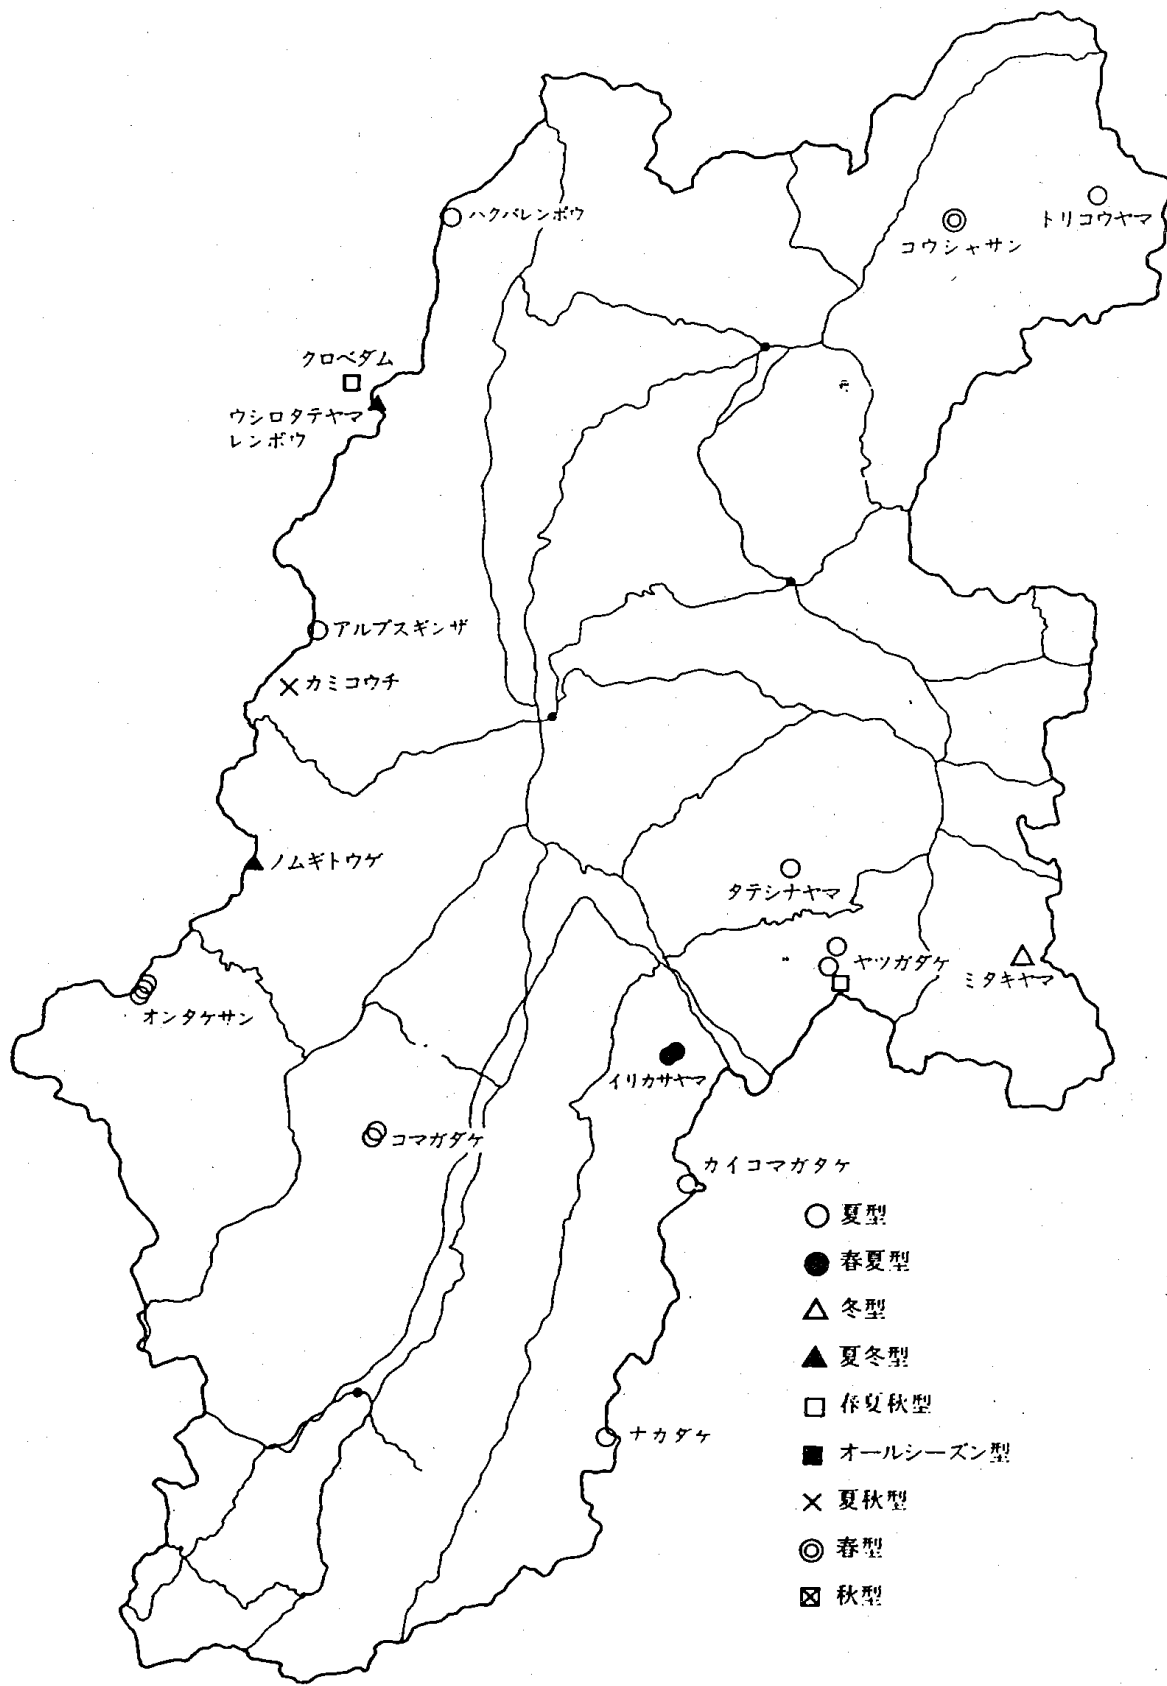 トリコウヤマ
ハクバレンポウ
コウシャサン
クロベダム
ウシロタテヤマ
レンポウ
アルプスギンザ
カミコウチ
ノムギトウゲ
タテシナヤマ
ヤツガダケ
ミタキヤマ
オンタケサン
イリカサヤマ
コマガダケ
カイコマガタケ
夏型
春夏型
冬型
夏冬型
春夏秋型
ナカダケ
オールシーズン型
夏秋型
春型
秋型